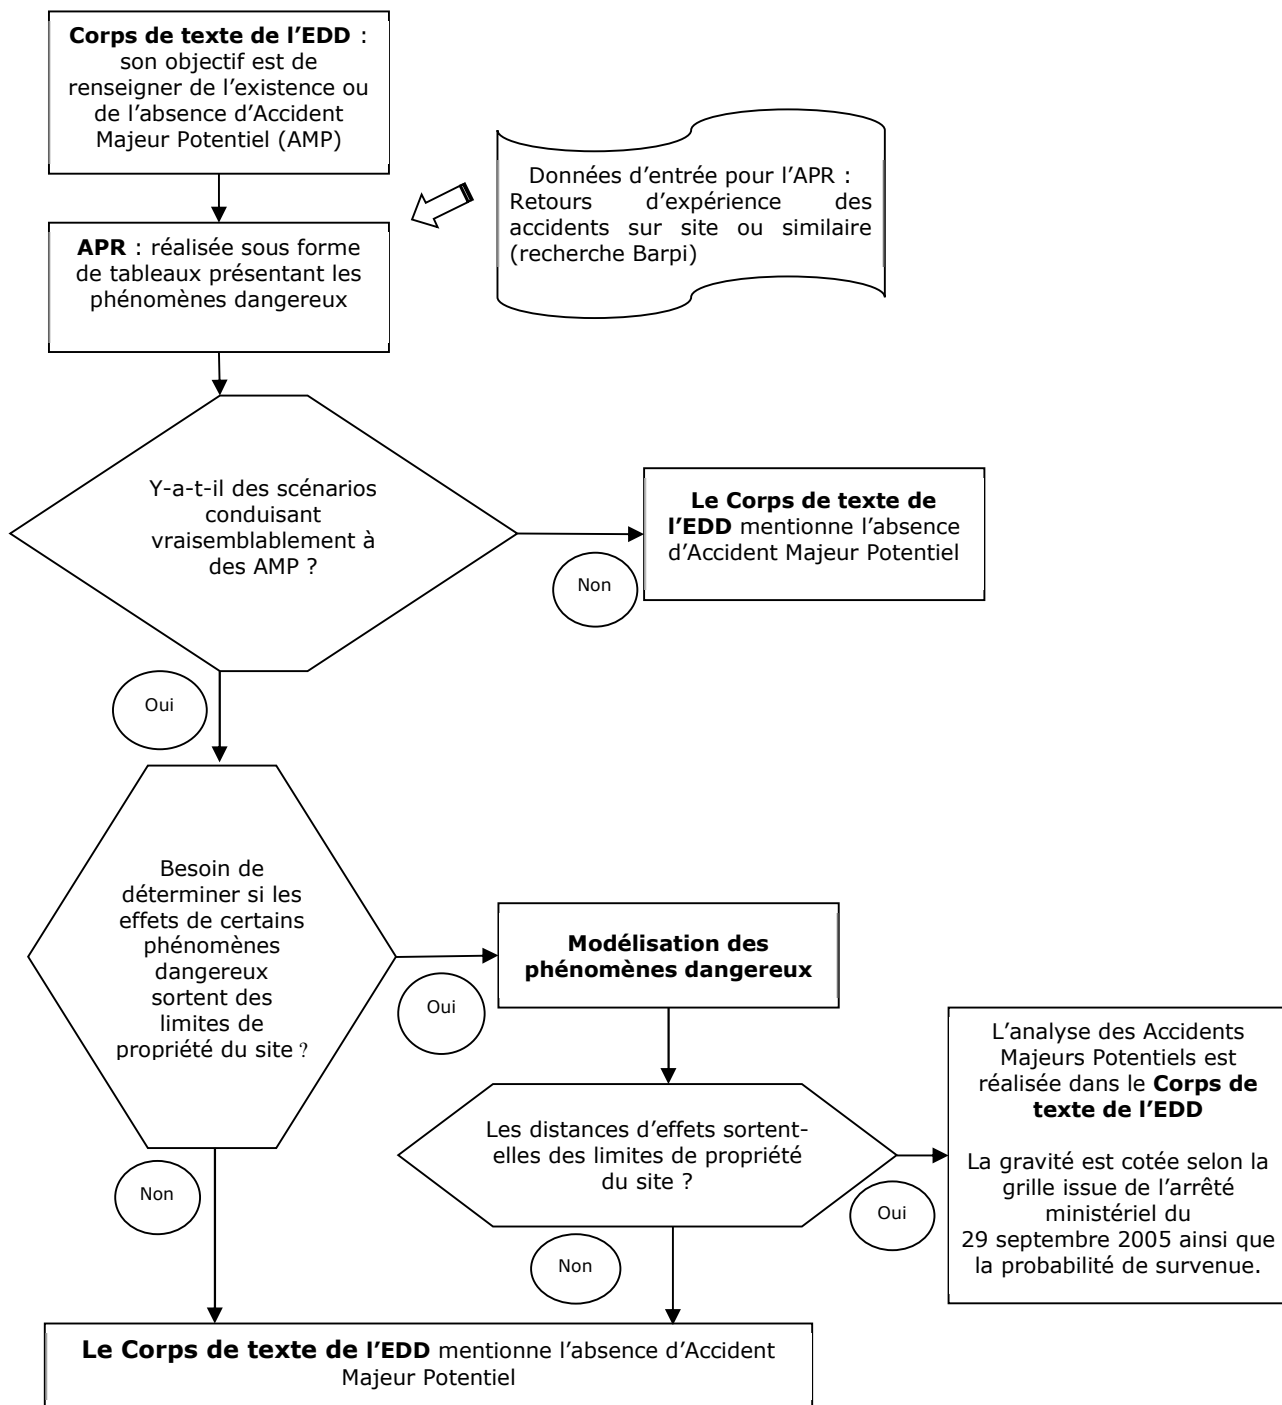 Corps de texte de l’EDD :
son objectif est de
renseigner de l’existence ou
de l’absence d’Accident
Majeur Potentiel (AMP)
Données d’entrée pour l’APR :
Retours d’expérience des
accidents sur site ou similaire
(recherche Barpi)
APR : réalisée sous forme
de tableaux présentant les
phénomènes dangereux
Y-a-t-il des scénarios
conduisant
vraisemblablement à
des AMP ?
Le Corps de texte de
l’EDD mentionne l’absence
d’Accident Majeur Potentiel
Non
Oui
Besoin de
déterminer si les
effets de certains
phénomènes
dangereux
sortent des
limites de
propriété du site ?
Oui
Modélisation des
phénomènes dangereux
Les distances d’effets sortent-
elles des limites de propriété
du site ?
L’analyse des Accidents
Majeurs Potentiels est
réalisée dans le Corps de
texte de l’EDD
La gravité est cotée selon la
grille issue de l’arrêté
ministériel du
29 septembre 2005 ainsi que
la probabilité de survenue.
Non
Non
Oui
Le Corps de texte de l’EDD mentionne l’absence d’Accident
Majeur Potentiel